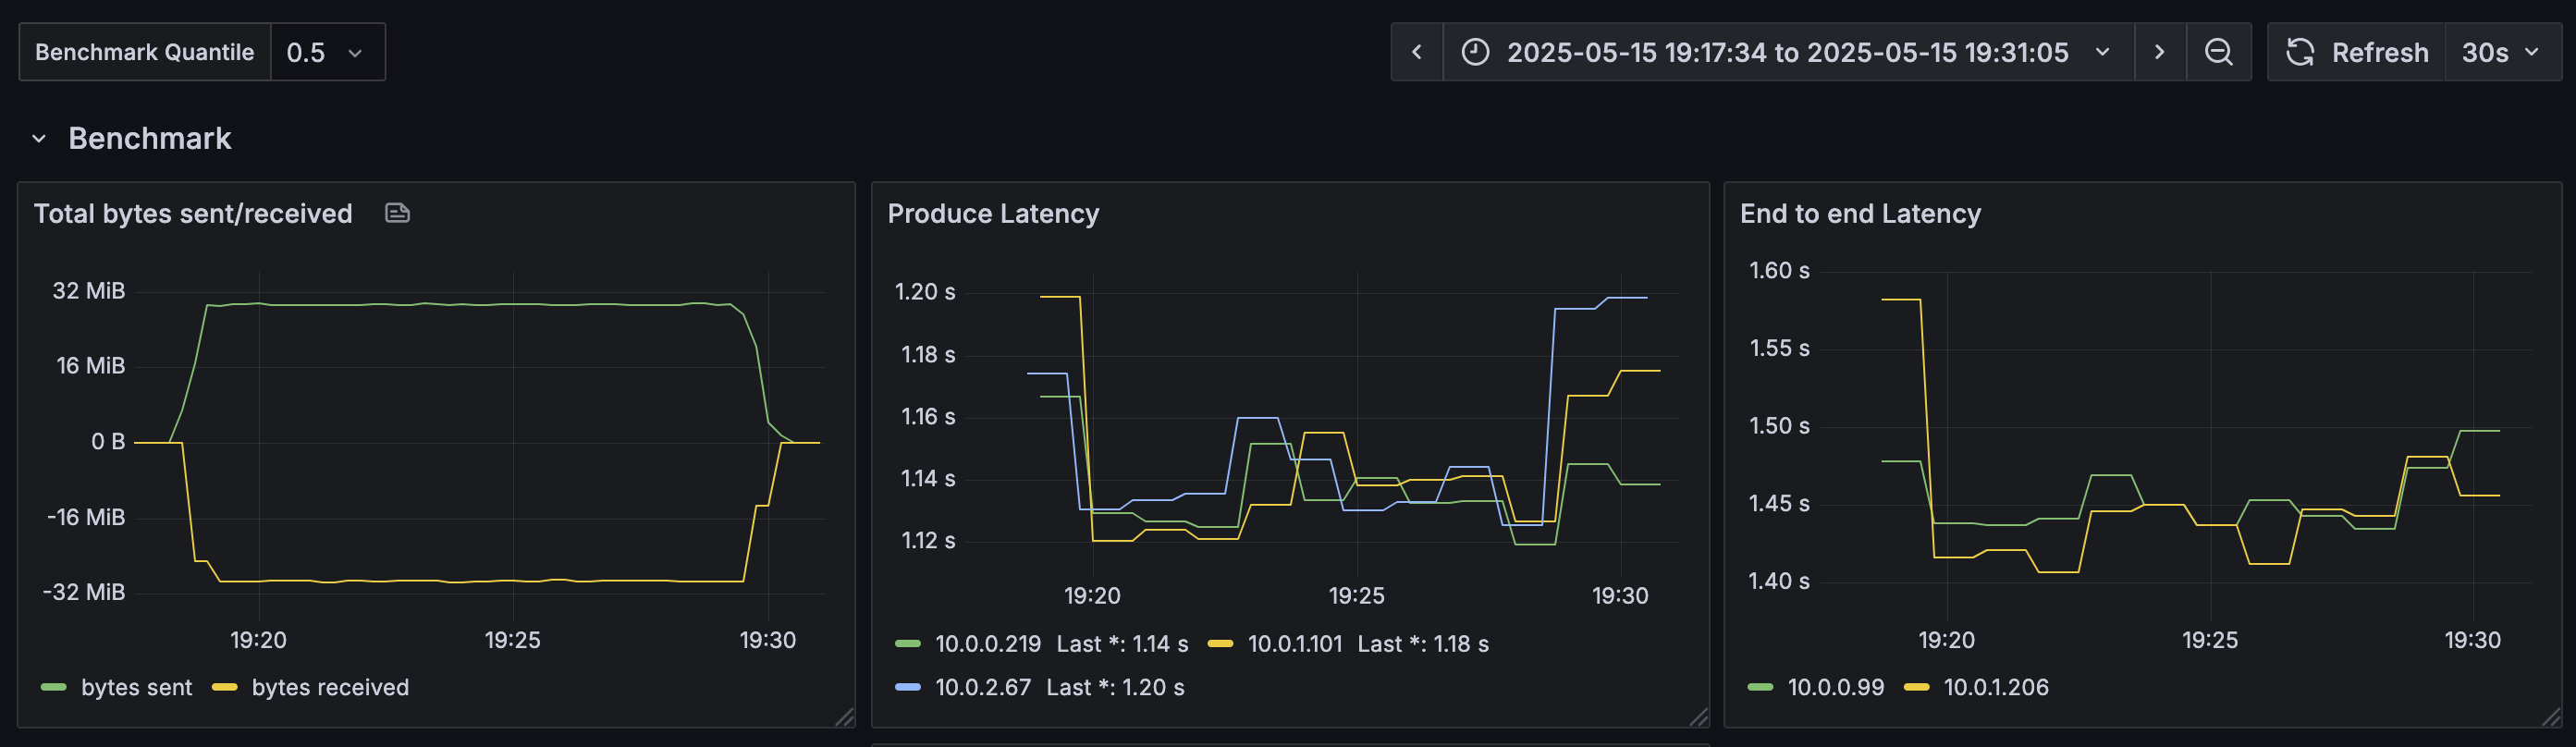 Benchmark Quantile 0.5
2025-05-15 19:17:34 to 2025-05-15 19:31:05
Refresh 30s
Benchmark
Total bytes sent/received
32 MiB
16 MiB
0 B
-16 MiB
-32 MiB
19:20 19:25 19:30
bytes sent bytes received
Produce Latency
1.20 s
1.18 s
1.16 s
1.14 s
1.12 s
19:20 19:25 19:30
10.0.0.219 Last *: 1.14 s 10.0.1.101 Last *: 1.18 s
10.0.2.67 Last *: 1.20 s
End to end Latency
1.60 s
1.55 s
1.50 s
1.45 s
1.40 s
19:20 19:25 19:30
10.0.0.99 10.0.1.206